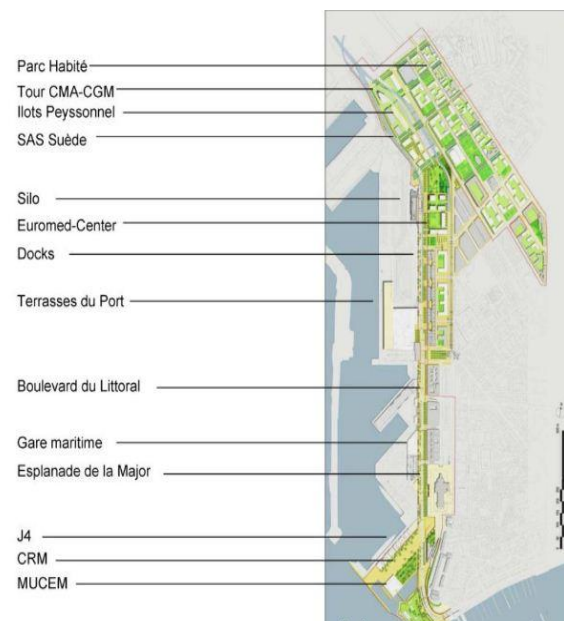 Parc Habité
Tour CMA-CGM
Ilots Peyssonnel
SAS Suède
Silo
Euromed-Center
Docks
Terrasses du Port
Boulevard du Littoral
Gare maritime
Esplanade de la Major
J4
CRM
MUCEM